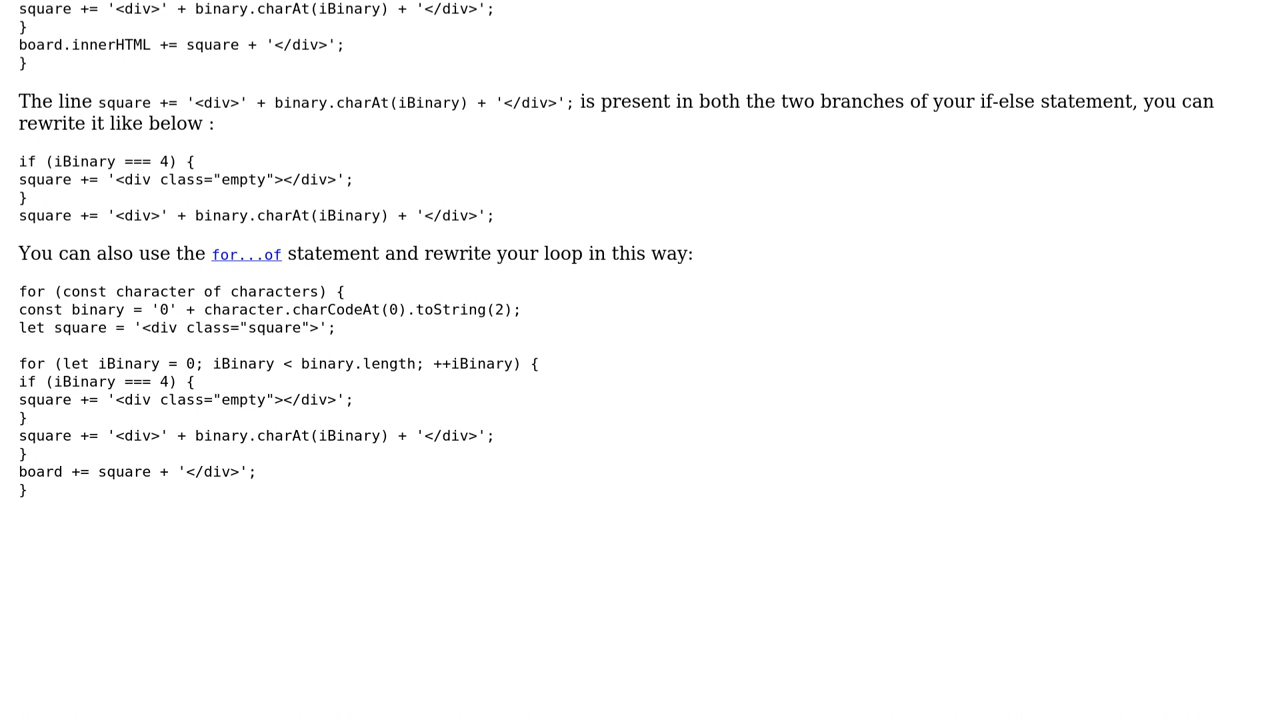 square += '<div>' + binary.charAt(iBinary) + '</div>';
}
board.innerHTML += square + '</div>';
}
The line square += '<div>' + binary.charAt(iBinary) + '</div>'; is present in both the two branches of your if-else statement, you can
rewrite it like below :
if (iBinary === 4) {
square += '<div class="empty"></div>';
}
square += '<div>' + binary.charAt(iBinary) + '</div>';
You can also use the for...of statement and rewrite your loop in this way:
for (const character of characters) {
const binary = '0' + character.charCodeAt(0).toString(2);
let square = '<div class="square">';
for (let iBinary = 0; iBinary < binary.length; ++iBinary) {
if (iBinary === 4) {
square += '<div class="empty"></div>';
}
square += '<div>' + binary.charAt(iBinary) + '</div>';
}
board += square + '</div>';
}